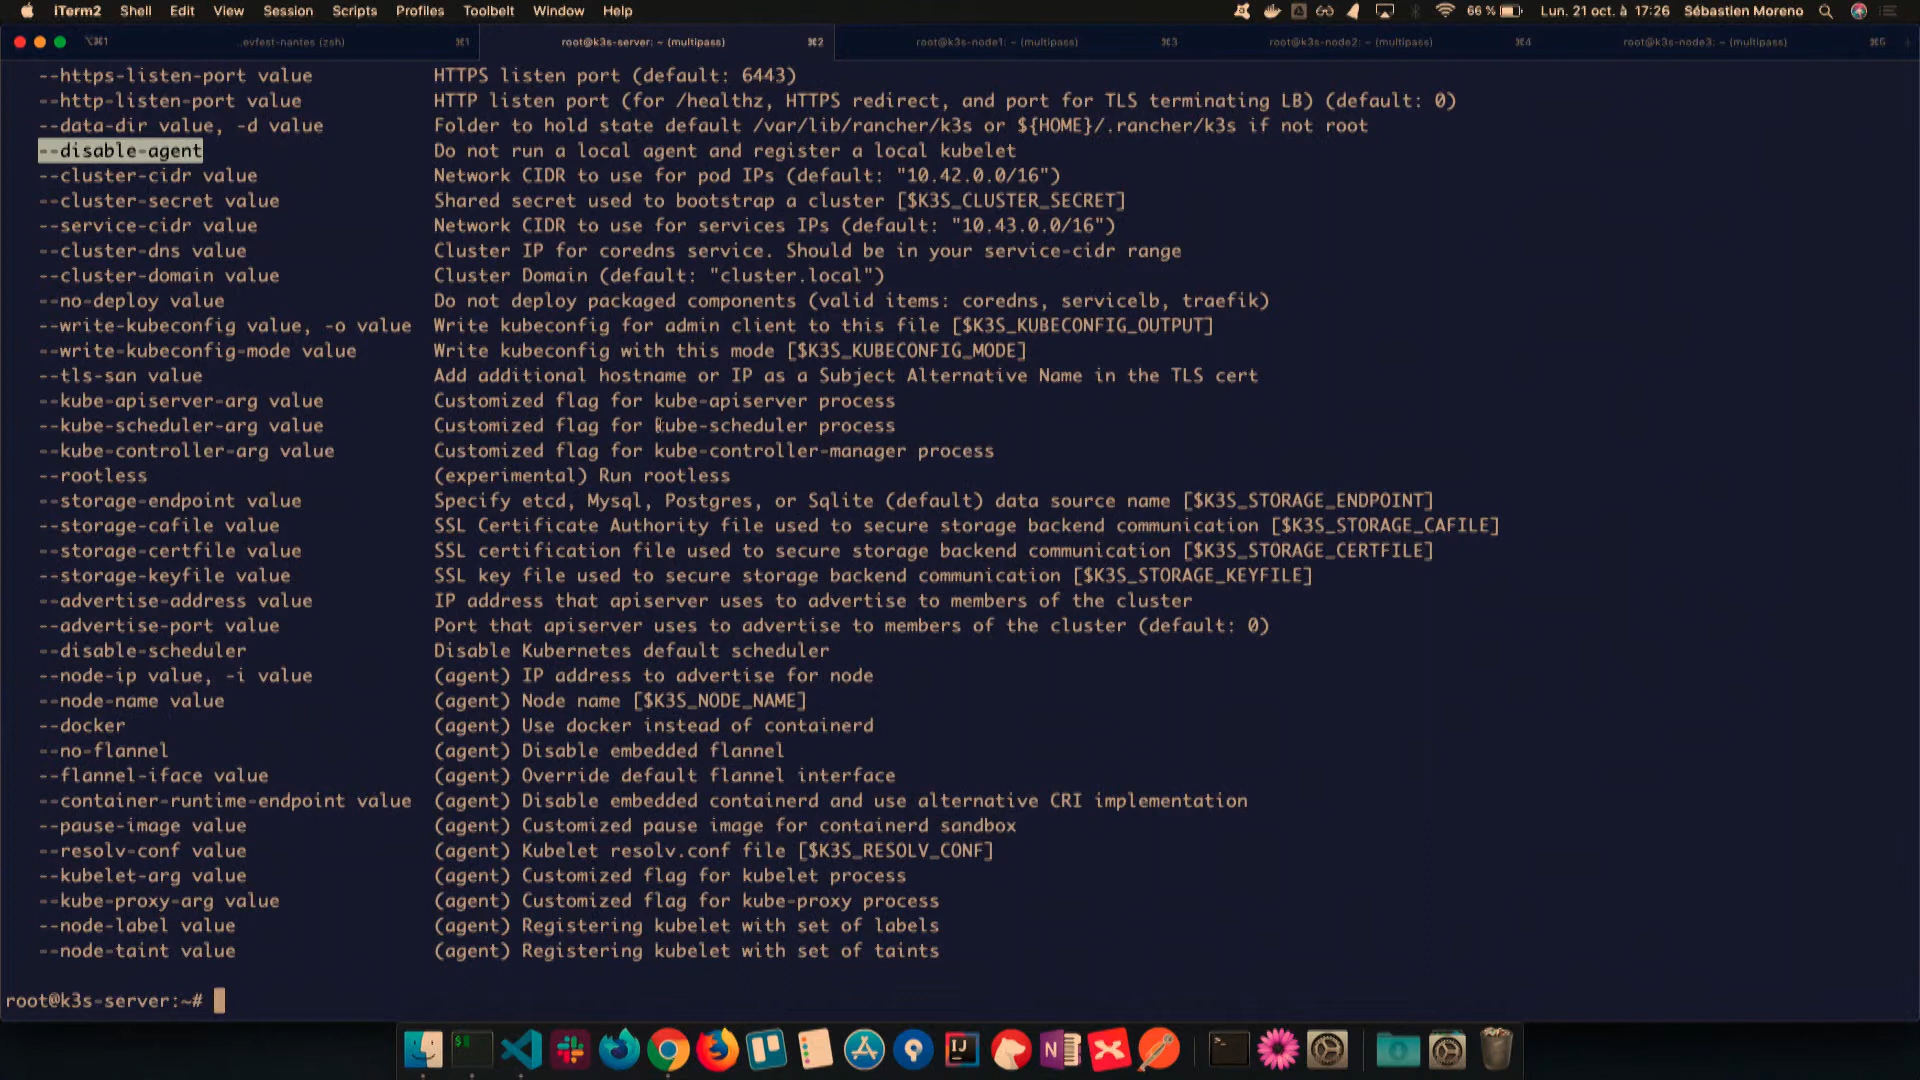 iTerm2 Shell Edit View Session Scripts Profiles Toolbelt Window Help 66 % Lun. 21 oct. à 17:26 Sébastien Moreno
⌥⌘1 ..evfest-nantes (zsh) ⌘1 root@k3s-server: ~ (multipass) ⌘2 root@k3s-node1: ~ (multipass) ⌘3 root@k3s-node2: ~ (multipass) ⌘4 root@k3s-node3: ~ (multipass) ⌘5
--https-listen-port value HTTPS listen port (default: 6443)
--http-listen-port value HTTP listen port (for /healthz, HTTPS redirect, and port for TLS terminating LB) (default: 0)
--data-dir value, -d value Folder to hold state default /var/lib/rancher/k3s or ${HOME}/.rancher/k3s if not root
--disable-agent Do not run a local agent and register a local kubelet
--cluster-cidr value Network CIDR to use for pod IPs (default: "10.42.0.0/16")
--cluster-secret value Shared secret used to bootstrap a cluster [$K3S_CLUSTER_SECRET]
--service-cidr value Network CIDR to use for services IPs (default: "10.43.0.0/16")
--cluster-dns value Cluster IP for coredns service. Should be in your service-cidr range
--cluster-domain value Cluster Domain (default: "cluster.local")
--no-deploy value Do not deploy packaged components (valid items: coredns, servicelb, traefik)
--write-kubeconfig value, -o value Write kubeconfig for admin client to this file [$K3S_KUBECONFIG_OUTPUT]
--write-kubeconfig-mode value Write kubeconfig with this mode [$K3S_KUBECONFIG_MODE]
--tls-san value Add additional hostname or IP as a Subject Alternative Name in the TLS cert
--kube-apiserver-arg value Customized flag for kube-apiserver process
--kube-scheduler-arg value Customized flag for kube-scheduler process
--kube-controller-arg value Customized flag for kube-controller-manager process
--rootless (experimental) Run rootless
--storage-endpoint value Specify etcd, Mysql, Postgres, or Sqlite (default) data source name [$K3S_STORAGE_ENDPOINT]
--storage-cafile value SSL Certificate Authority file used to secure storage backend communication [$K3S_STORAGE_CAFILE]
--storage-certfile value SSL certification file used to secure storage backend communication [$K3S_STORAGE_CERTFILE]
--storage-keyfile value SSL key file used to secure storage backend communication [$K3S_STORAGE_KEYFILE]
--advertise-address value IP address that apiserver uses to advertise to members of the cluster
--advertise-port value Port that apiserver uses to advertise to members of the cluster (default: 0)
--disable-scheduler Disable Kubernetes default scheduler
--node-ip value, -i value (agent) IP address to advertise for node
--node-name value (agent) Node name [$K3S_NODE_NAME]
--docker (agent) Use docker instead of containerd
--no-flannel (agent) Disable embedded flannel
--flannel-iface value (agent) Override default flannel interface
--container-runtime-endpoint value (agent) Disable embedded containerd and use alternative CRI implementation
--pause-image value (agent) Customized pause image for containerd sandbox
--resolv-conf value (agent) Kubelet resolv.conf file [$K3S_RESOLV_CONF]
--kubelet-arg value (agent) Customized flag for kubelet process
--kube-proxy-arg value (agent) Customized flag for kube-proxy process
--node-label value (agent) Registering kubelet with set of labels
--node-taint value (agent) Registering kubelet with set of taints
root@k3s-server:~#